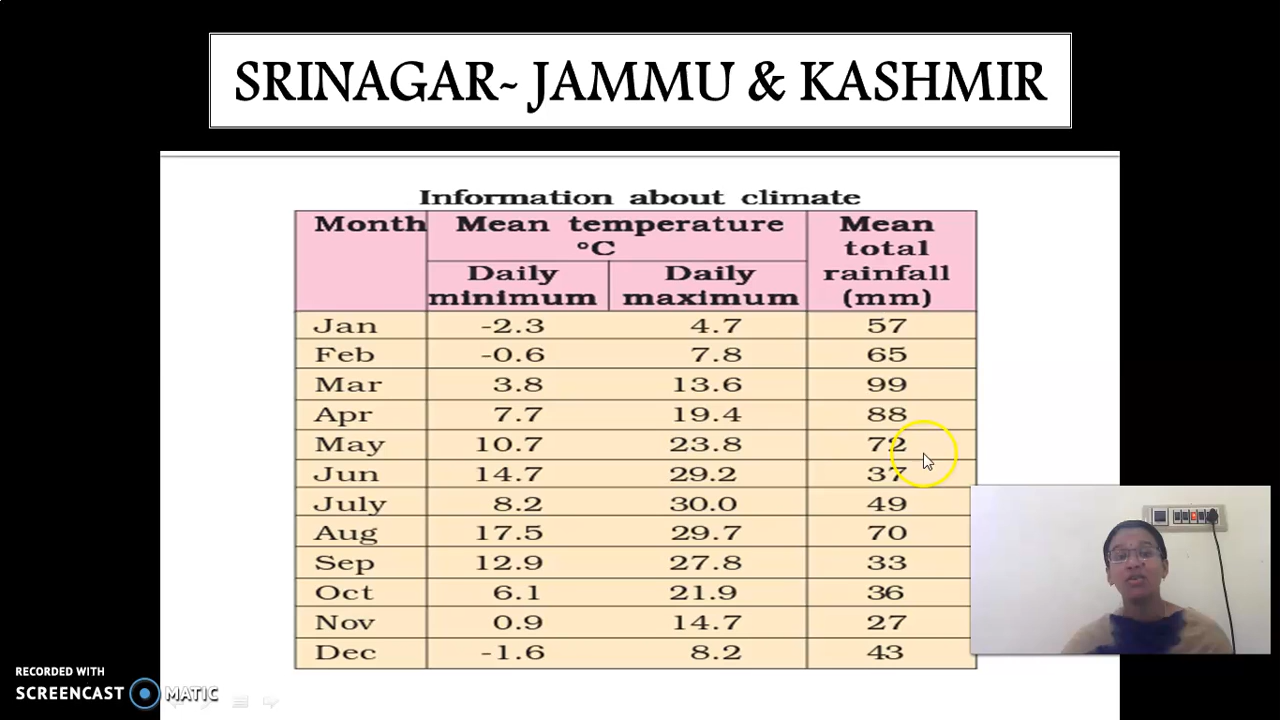 SRINAGAR- JAMMU & KASHMIR
Information about climate
Month Mean temperature °C Mean total rainfall (mm)
Daily minimum Daily maximum
Jan -2.3 4.7 57
Feb -0.6 7.8 65
Mar 3.8 13.6 99
Apr 7.7 19.4 88
May 10.7 23.8 72
Jun 14.7 29.2 37
July 8.2 30.0 49
Aug 17.5 29.7 70
Sep 12.9 27.8 33
Oct 6.1 21.9 36
Nov 0.9 14.7 27
Dec -1.6 8.2 43
RECORDED WITH
SCREENCAST MATIC